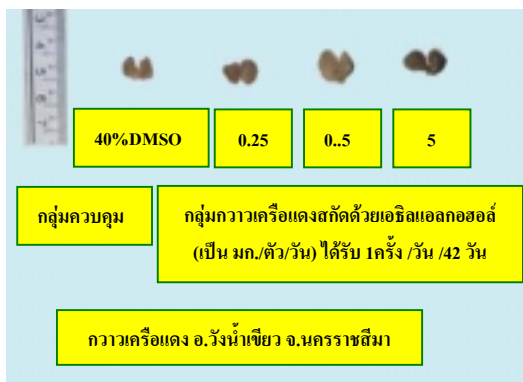 40%DMSO
0.25
0..5
5
กลุ่มควบคุม
กลุ่มกวาวเครือแดงสกัดด้วยเอธิลแอลกอฮอล์
(เป็น มก./ตัว/วัน) ได้รับ 1ครั้ง /วัน /42 วัน
กวาวเครือแดง อ.วังน้ำเขียว จ.นครราชสีมา